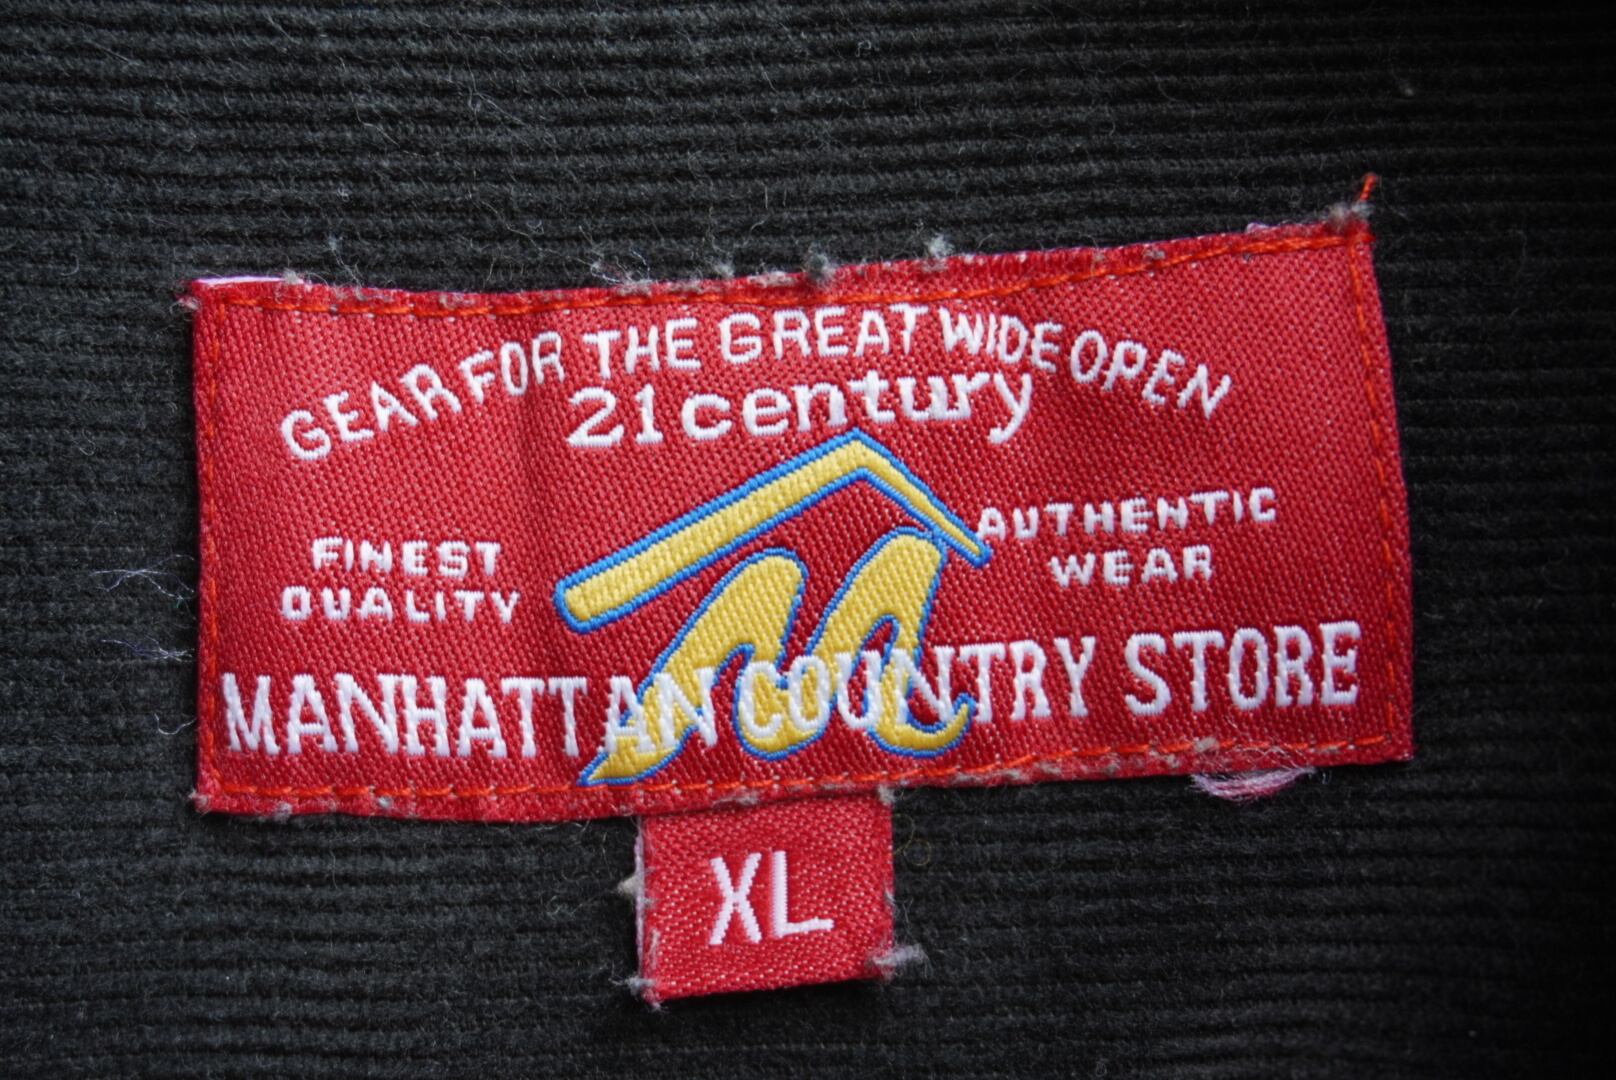 GEAR FOR THE GREAT WIDE OPEN
21century
FINEST
QUALITY
AUTHENTIC
WEAR
MANHATTAN COUNTRY STORE
XL